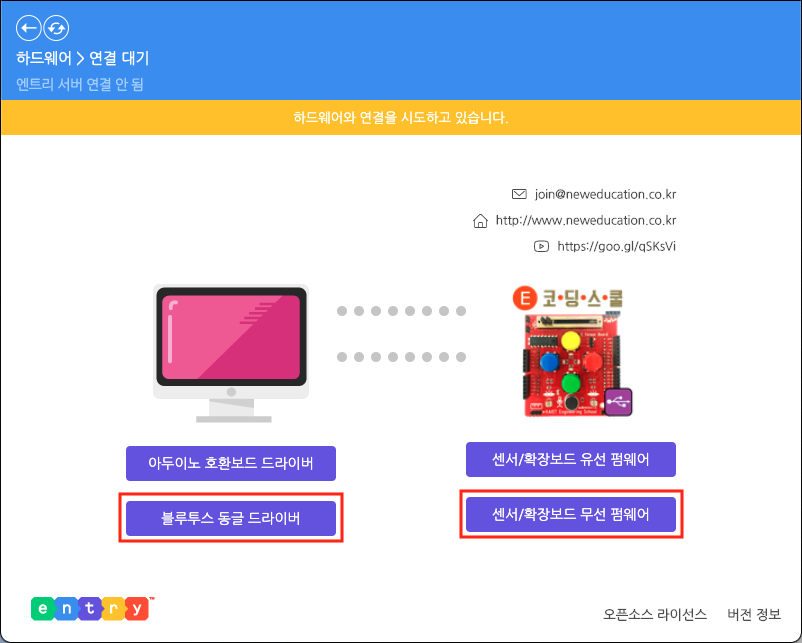 하드웨어 > 연결 대기
엔트리 서버 연결 안 됨
하드웨어와 연결을 시도하고 있습니다.
join@neweducation.co.kr
http://www.neweducation.co.kr
https://goo.gl/qSKsVi
E 코·딩·스·쿨
아두이노 호환보드 드라이버
센서/확장보드 유선 펌웨어
블루투스 동글 드라이버
센서/확장보드 무선 펌웨어
entry™
오픈소스 라이선스 버전 정보